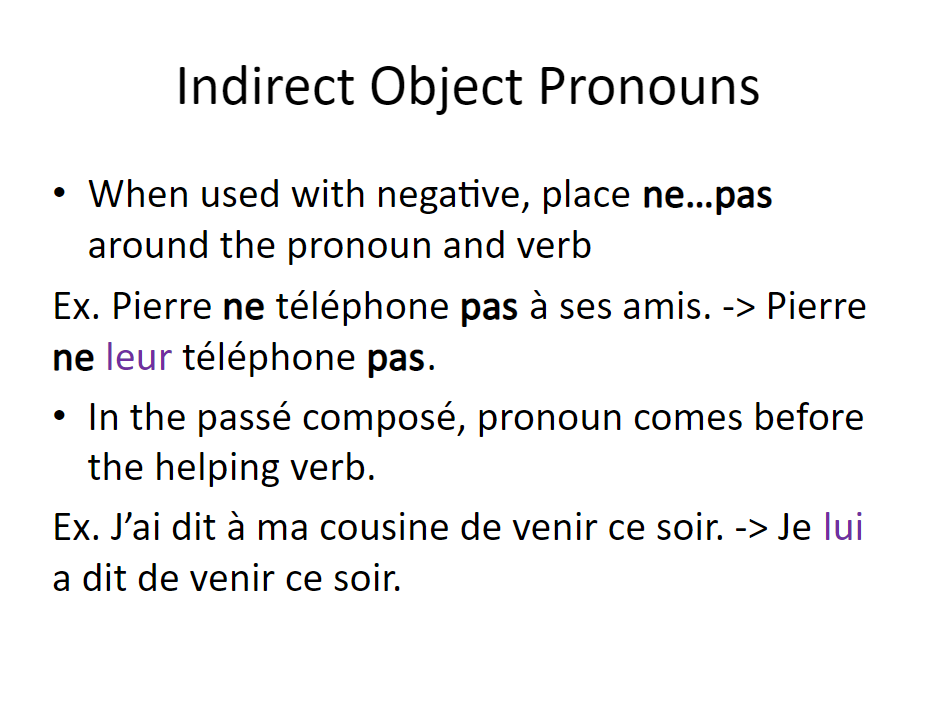 Indirect Object Pronouns
• When used with negative, place ne…pas
around the pronoun and verb
Ex. Pierre ne téléphone pas à ses amis. -> Pierre
ne leur téléphone pas.
• In the passé composé, pronoun comes before
the helping verb.
Ex. J’ai dit à ma cousine de venir ce soir. -> Je lui
a dit de venir ce soir.